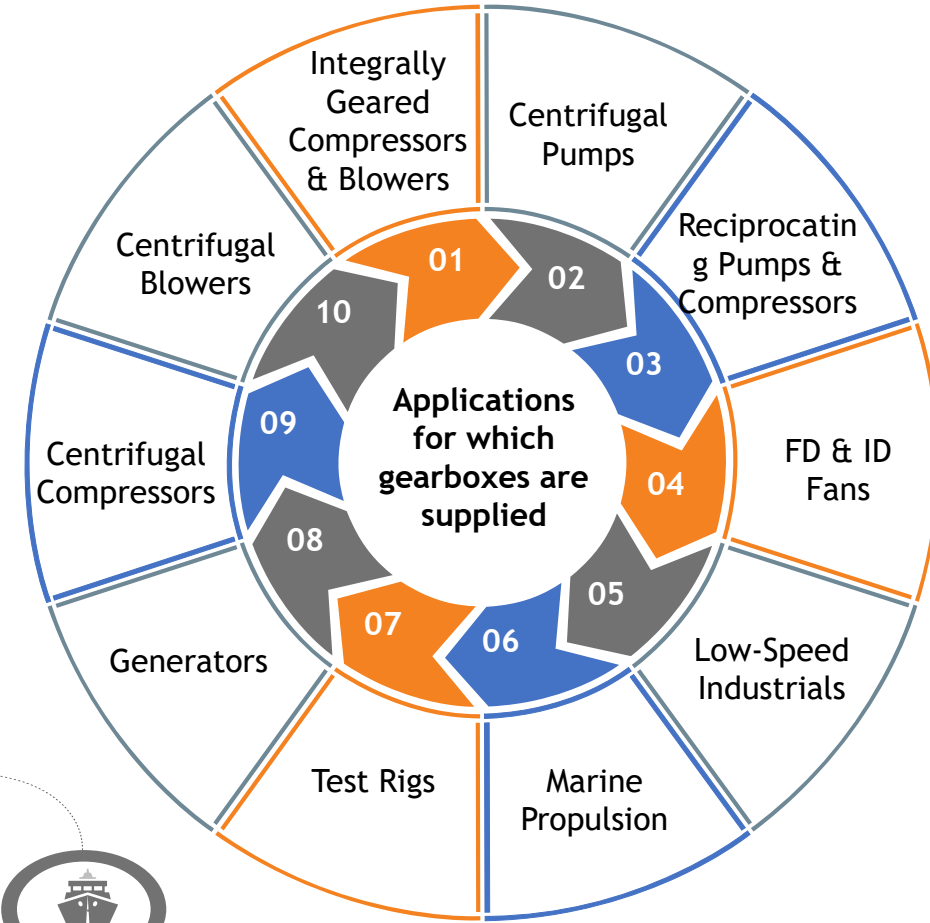 Applications
for which
gearboxes are
supplied
01
Integrally
Geared
Compressors
& Blowers
02
Centrifugal
Pumps
03
Reciprocatin
g Pumps &
Compressors
04
FD & ID
Fans
05
Low-Speed
Industrials
06
Marine
Propulsion
07
Test Rigs
08
Generators
09
Centrifugal
Compressors
10
Centrifugal
Blowers